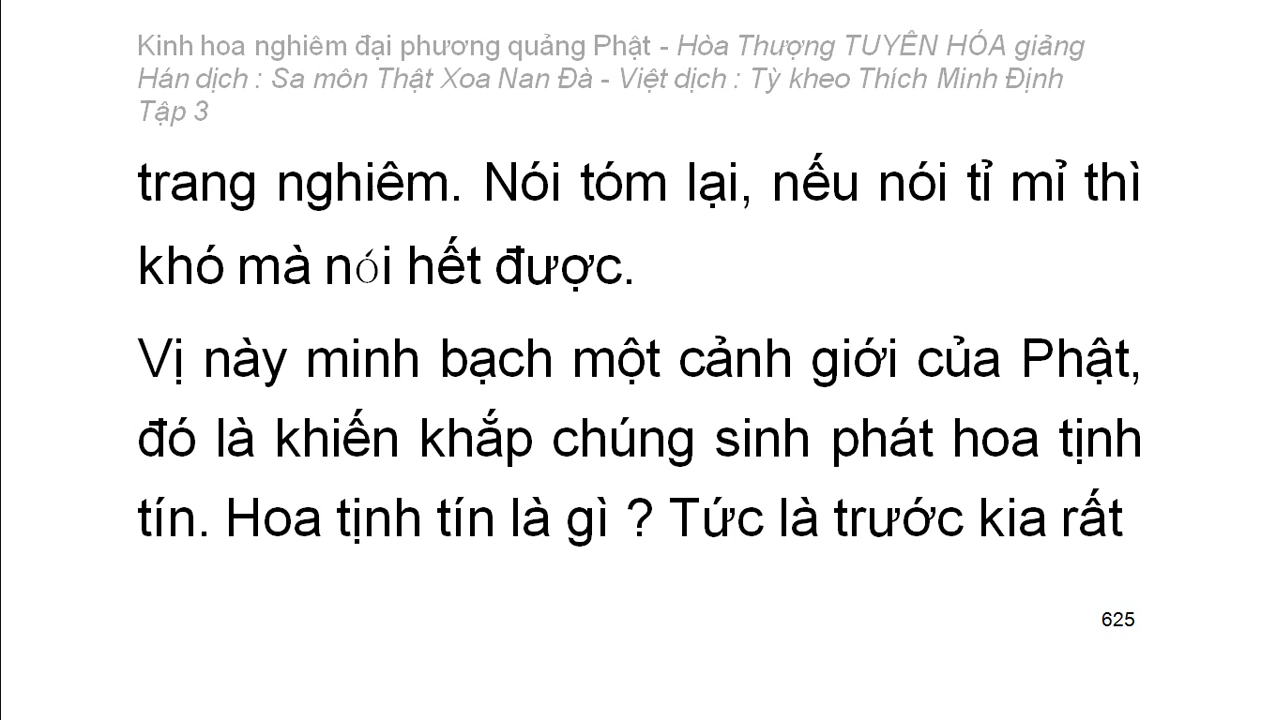 Kinh hoa nghiêm đại phương quảng Phật - Hòa Thượng TUYÊN HÓA giảng
Hán dịch : Sa môn Thật Xoa Nan Đà - Việt dịch : Tỳ kheo Thích Minh Định
Tập 3
trang nghiêm. Nói tóm lại, nếu nói tỉ mỉ thì
khó mà nói hết được.
Vị này minh bạch một cảnh giới của Phật,
đó là khiến khắp chúng sinh phát hoa tịnh
tín. Hoa tịnh tín là gì ? Tức là trước kia rất
625